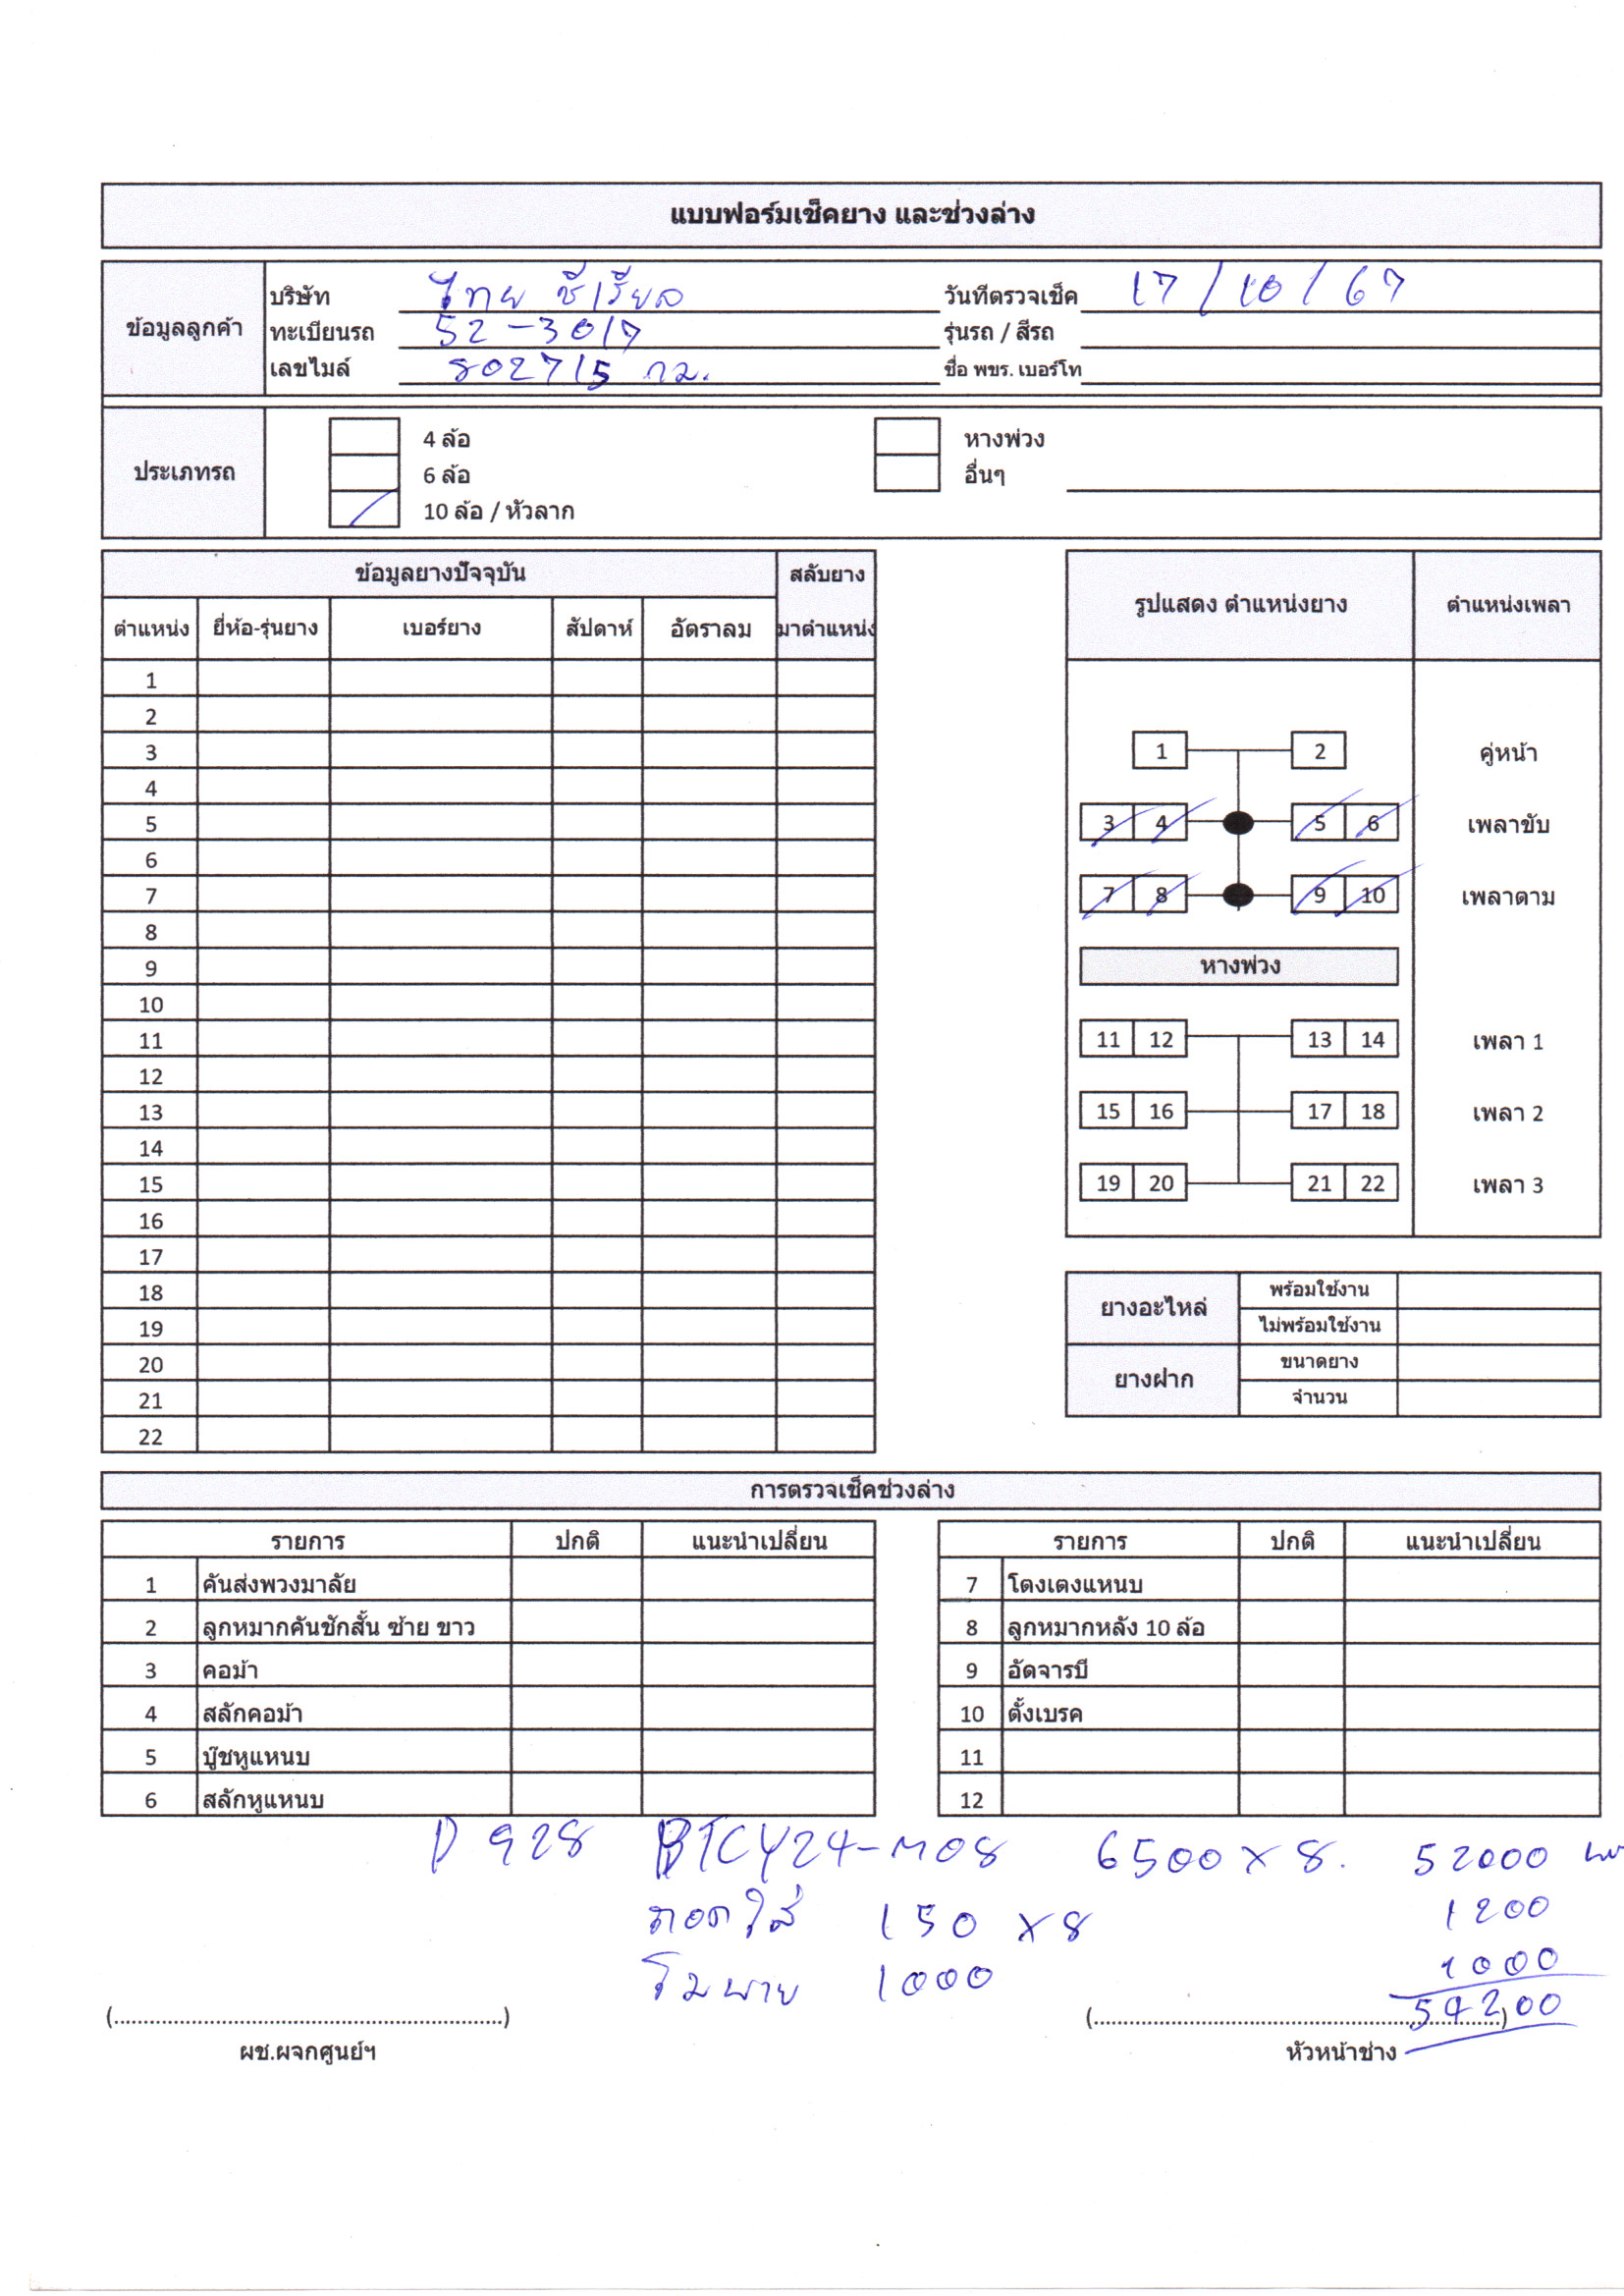 แบบฟอร์มเช็คยาง และช่วงล่าง
ข้อมูลลูกค้า
บริษัท ไทย ซีเรียล วันที่ตรวจเช็ค 17/10/67
ทะเบียนรถ 52-3017 รุ่นรถ / สีรถ
เลขไมล์ 802715 กม. ชื่อ พขร. เบอร์โท
ประเภทรถ
4 ล้อ หางพ่วง
6 ล้อ อื่นๆ
10 ล้อ / หัวลาก
ข้อมูลยางปัจจุบัน สลับยาง
ตำแหน่ง ยี่ห้อ-รุ่นยาง เบอร์ยาง สัปดาห์ อัตราลม มาตำแหน่ง
1
2
3
4
5
6
7
8
9
10
11
12
13
14
15
16
17
18
19
20
21
22
รูปแสดง ตำแหน่งยาง ตำแหน่งเพลา
1 2 คู่หน้า
3 4 5 6 เพลาขับ
7 8 9 10 เพลาตาม
หางพ่วง
11 12 13 14 เพลา 1
15 16 17 18 เพลา 2
19 20 21 22 เพลา 3
ยางอะไหล่ พร้อมใช้งาน
ไม่พร้อมใช้งาน
ยางฝาก ขนาดยาง
จำนวน
การตรวจเช็คช่วงล่าง
รายการ ปกติ แนะนำเปลี่ยน
1 คันส่งพวงมาลัย
2 ลูกหมากคันชักสั้น ซ้าย ขาว
3 คอม้า
4 สลักคอม้า
5 บู๊ชหูแหนบ
6 สลักหูแหนบ
รายการ ปกติ แนะนำเปลี่ยน
7 โตงเตงแหนบ
8 ลูกหมากหลัง 10 ล้อ
9 อัดจารบี
10 ตั้งเบรค
11
12
D 928 BTCY24-M08 6500 x 8. 52000
ถอดใส่ 150 x 8 1200
1000 1000
54200
(..................................................................) (..................................................................)
ผช.ผจกศูนย์ฯ หัวหน้าช่าง